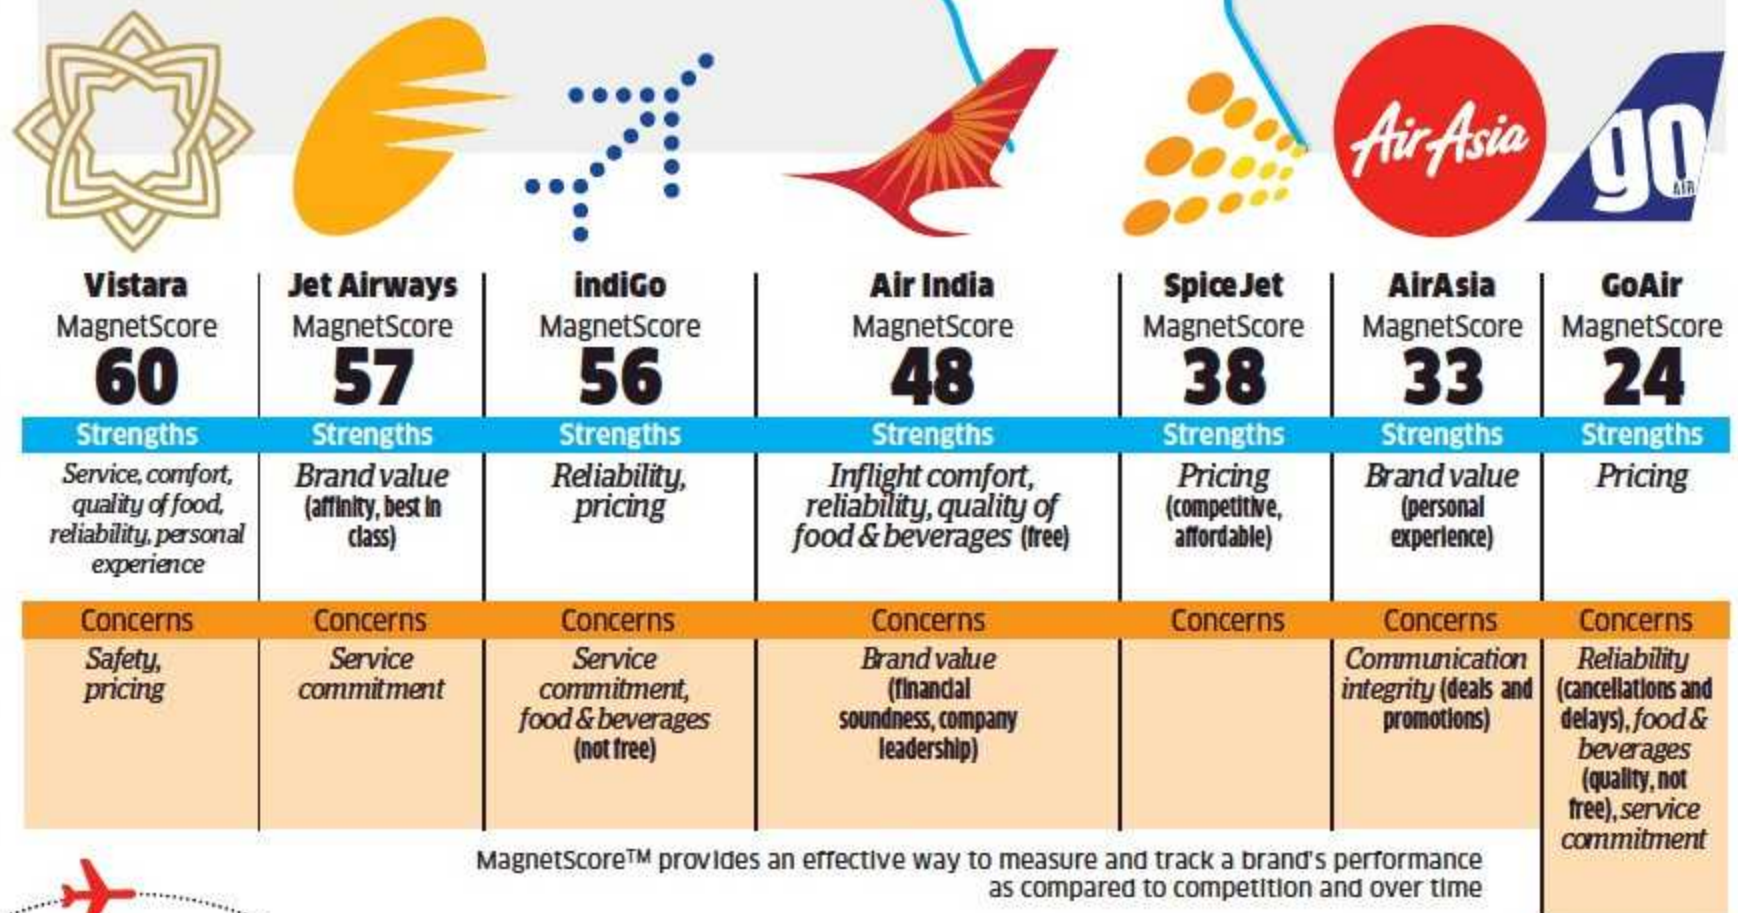 AirAsia
go
AIR
Vistara
MagnetScore
60
Strengths
Service, comfort,
quality of food,
reliability, personal
experience
Concerns
Safety,
pricing
Jet Airways
MagnetScore
57
Strengths
Brand value
(affinity, best in
class)
Concerns
Service
commitment
indiGo
MagnetScore
56
Strengths
Reliability,
pricing
Concerns
Service
commitment,
food & beverages
(not free)
Air India
MagnetScore
48
Strengths
Inflight comfort,
reliability, quality of
food & beverages (free)
Concerns
Brand value
(financial
soundness, company
leadership)
SpiceJet
MagnetScore
38
Strengths
Pricing
(competitive,
affordable)
Concerns
AirAsia
MagnetScore
33
Strengths
Brand value
(personal
experience)
Concerns
Communication
integrity (deals and
promotions)
GoAir
MagnetScore
24
Strengths
Pricing
Concerns
Reliability
(cancellations and
delays), food &
beverages
(quality, not
free), service
commitment
MagnetScore™ provides an effective way to measure and track a brand's performance
as compared to competition and over time